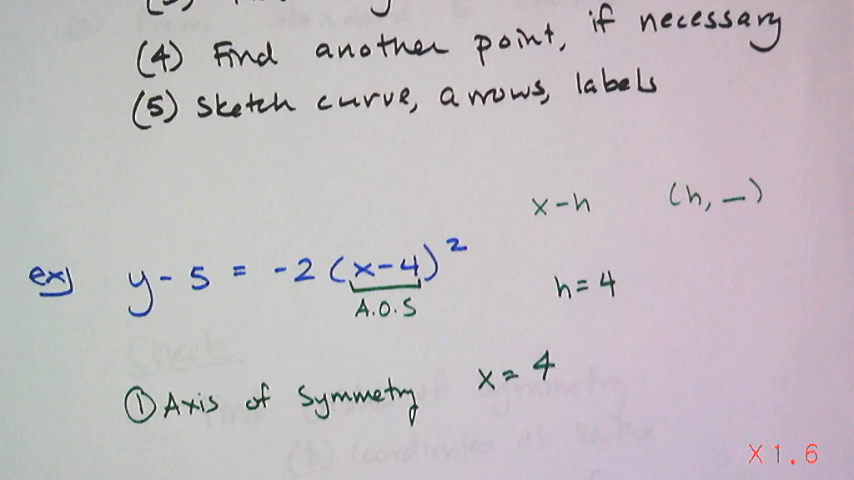 (4) Find another point, if necessary
(5) sketch curve, arrows, labels
x-h (h, _)
ex) y-5 = -2(x-4)²
A.O.S
h=4
① Axis of Symmetry x=4
X1.6